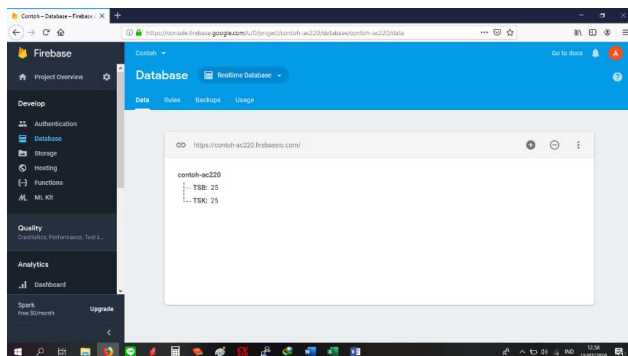 Contoh – Database – Firebase c
https://console.firebase.google.com/u/0/project/contoh-ac220/database/contoh-ac220/data
Firebase
Contoh
Go to docs
A
Project Overview
Database
Realtime Database
Data Rules Backups Usage
Develop
Authentication
Database
Storage
Hosting
Functions
ML Kit
https://contoh-ac220.firebaseio.com/
contoh-ac220
TSB: 25
TSK: 25
Quality
Crashlytics, Performance, Test L...
Analytics
Dashboard
Spark
Free $0/month
Upgrade
IND
12.58